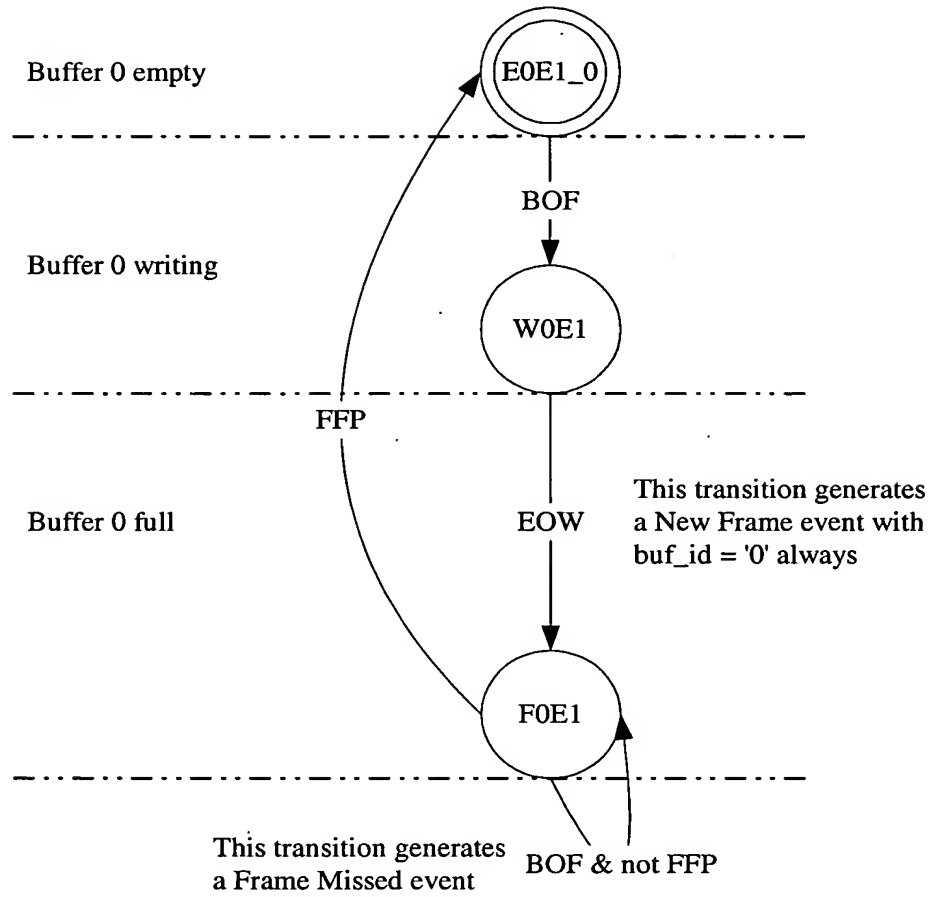 Buffer 0 empty
E0E1_0
BOF
Buffer 0 writing
W0E1
FFP
Buffer 0 full
EOW
This transition generates
a New Frame event with
buf_id = '0' always
F0E1
This transition generates
a Frame Missed event
BOF & not FFP